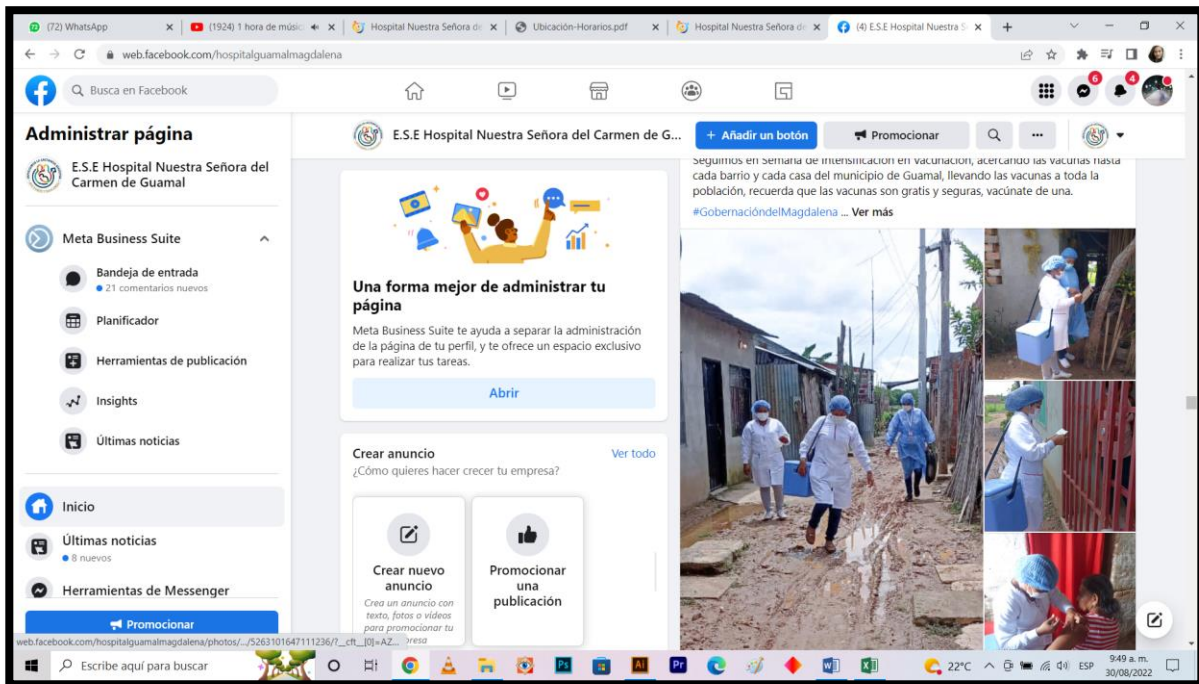 (72) WhatsApp
(1924) 1 hora de músic
Hospital Nuestra Señora de
Ubicación-Horarios.pdf
Hospital Nuestra Señora de
(4) E.S.E Hospital Nuestra S
web.facebook.com/hospitalguamalmagdalena
Busca en Facebook
6
4
Administrar página
E.S.E Hospital Nuestra Señora del
Carmen de Guamal
Meta Business Suite
Bandeja de entrada
21 comentarios nuevos
Planificador
Herramientas de publicación
Insights
Últimas noticias
Inicio
Últimas noticias
8 nuevos
Herramientas de Messenger
Promocionar
E.S.E Hospital Nuestra Señora del Carmen de G...
+ Añadir un botón
Promocionar
Una forma mejor de administrar tu
página
Meta Business Suite te ayuda a separar la administración
de la página de tu perfil, y te ofrece un espacio exclusivo
para realizar tus tareas.
Abrir
Crear anuncio
Ver todo
¿Cómo quieres hacer crecer tu empresa?
Crear nuevo
anuncio
Crea un anuncio con
texto, fotos o vídeos
para promocionar tu
Promocionar
una
publicación
Seguimos en Semana de Intensificación en Vacunación, acercando las vacunas hasta
cada barrio y cada casa del municipio de Guamal, llevando las vacunas a toda la
población, recuerda que las vacunas son gratis y seguras, vacúnate de una.
#GobernacióndelMagdalena ... Ver más
web.facebook.com/hospitalguamalmagdalena/photos/.../5263101647111236/?__cft__[0]=AZ...
Escribe aquí para buscar
22°C
ESP
9:49 a. m.
30/08/2022